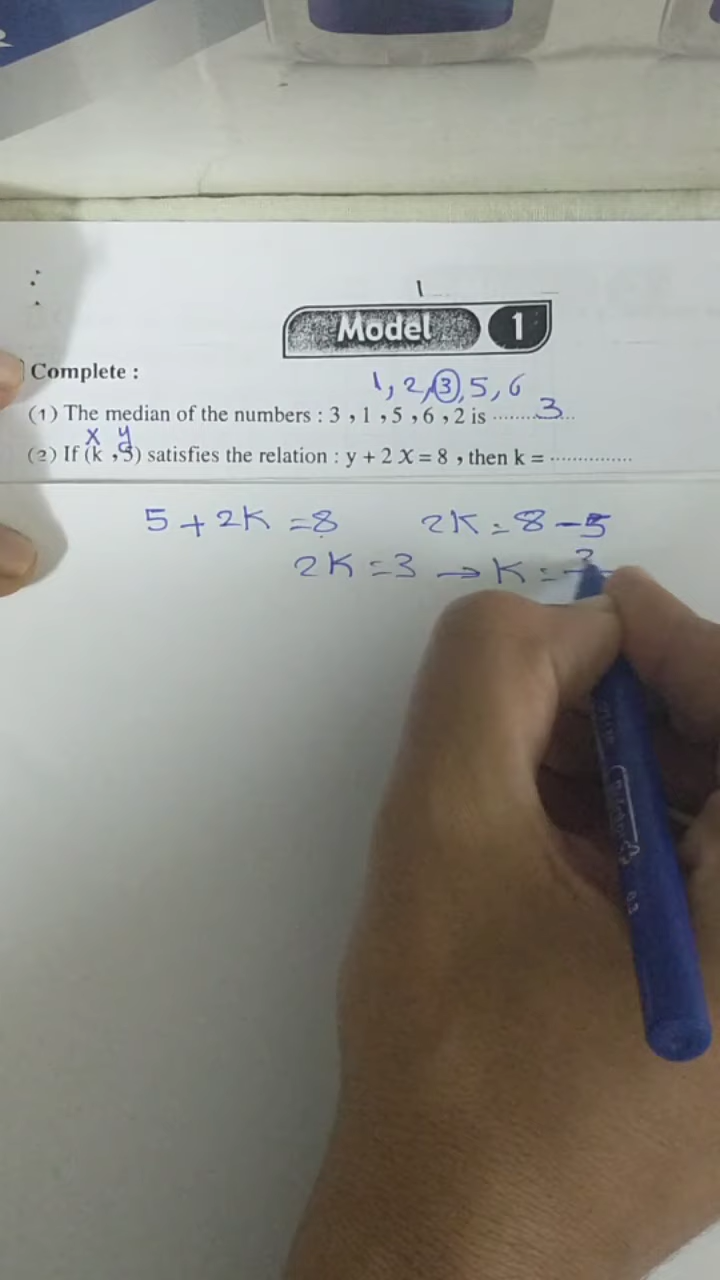 1
Model 1
Complete :
1, 2, 3, 5, 6
(1) The median of the numbers : 3 , 1 , 5 , 6 , 2 is ......... 3 ..
x y
(2) If (k , 5) satisfies the relation : y + 2 X = 8 , then k = ...............
5 + 2K = 8 2K = 8 - 5
2K = 3 → K = 3